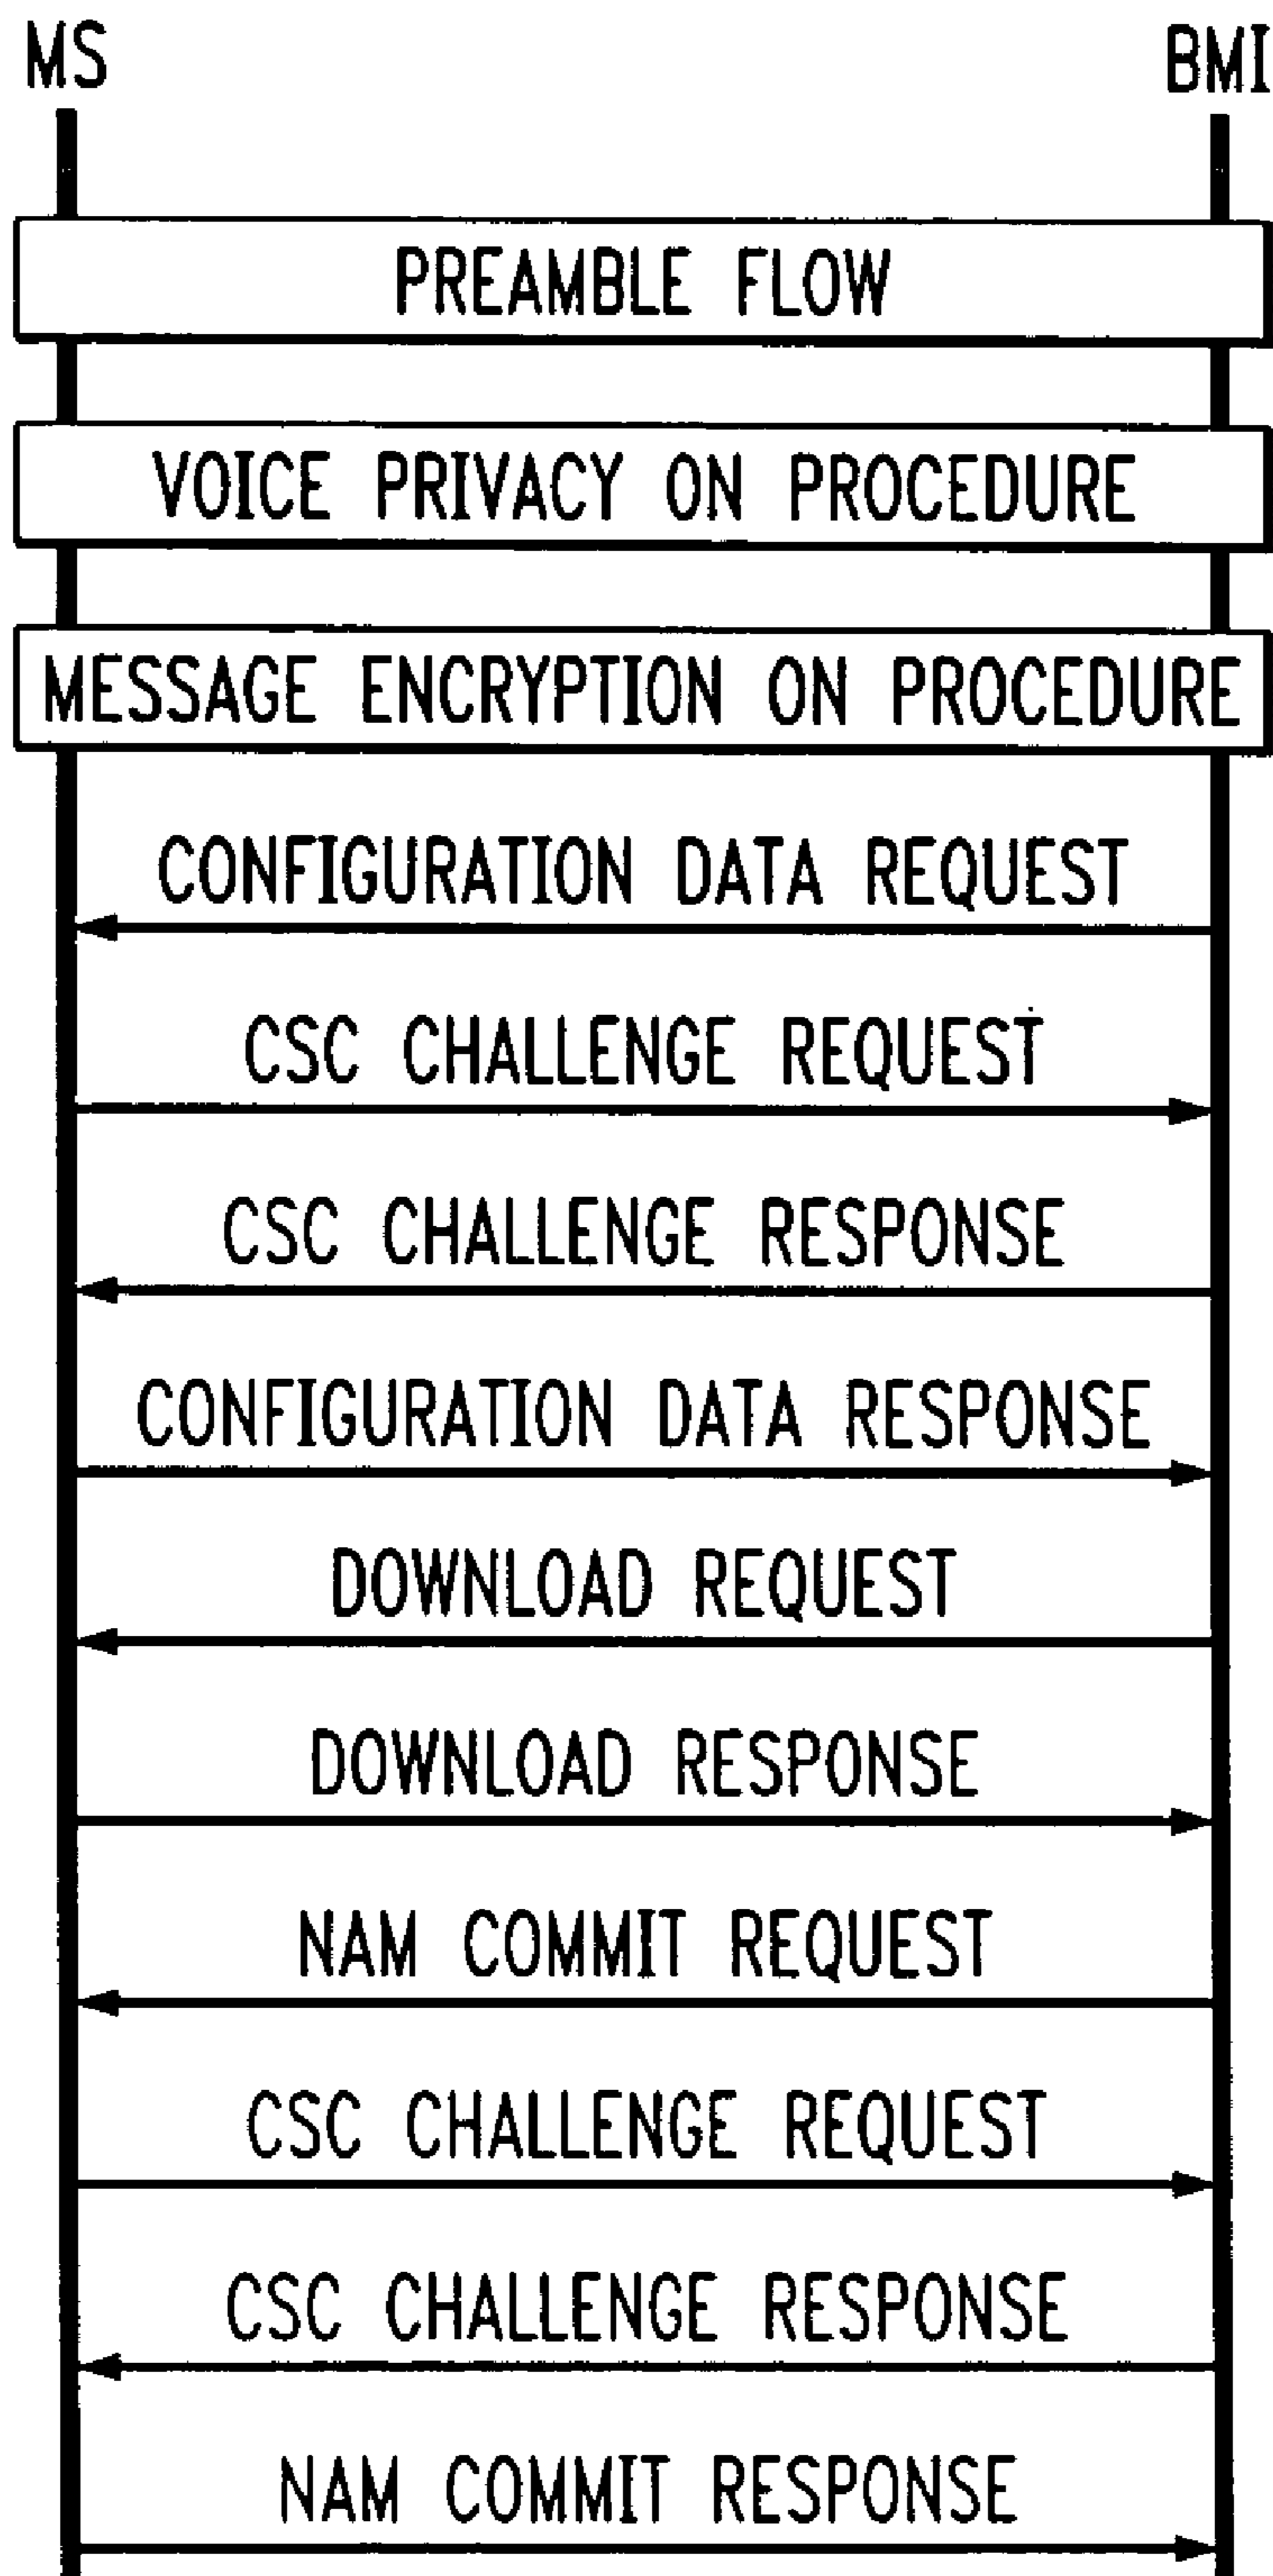 MS BMI
PREAMBLE FLOW
VOICE PRIVACY ON PROCEDURE
MESSAGE ENCRYPTION ON PROCEDURE
CONFIGURATION DATA REQUEST
CSC CHALLENGE REQUEST
CSC CHALLENGE RESPONSE
CONFIGURATION DATA RESPONSE
DOWNLOAD REQUEST
DOWNLOAD RESPONSE
NAM COMMIT REQUEST
CSC CHALLENGE REQUEST
CSC CHALLENGE RESPONSE
NAM COMMIT RESPONSE